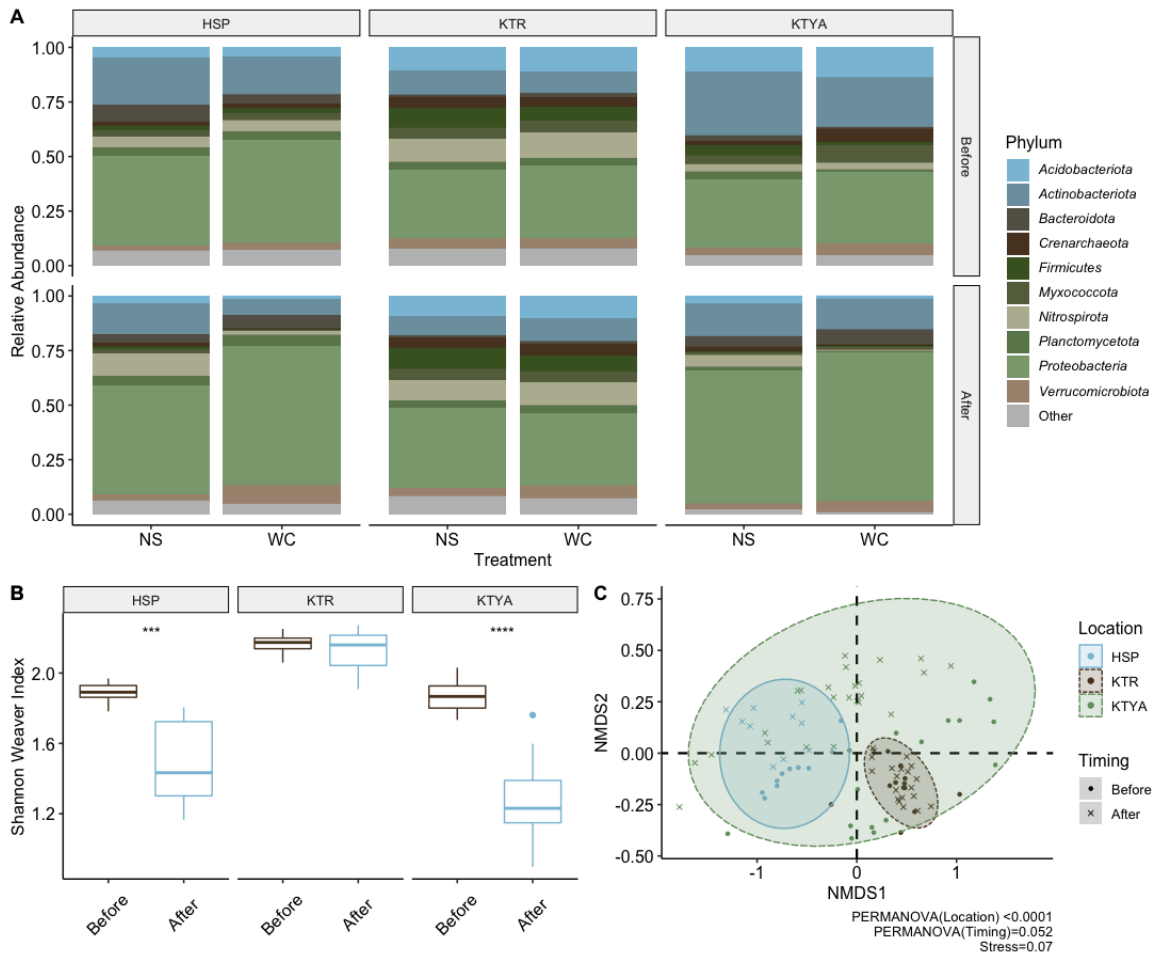 A
HSP
KTR
KTYA
Relative Abundance
1.00
0.75
0.50
0.25
0.00
Before
1.00
0.75
0.50
0.25
0.00
After
NS
WC
NS
WC
NS
WC
Treatment
Phylum
Acidobacteriota
Actinobacteriota
Bacteroidota
Crenarchaeota
Firmicutes
Myxococcota
Nitrospirota
Planctomycetota
Proteobacteria
Verrucomicrobiota
Other
B
HSP
KTR
KTYA
Shannon Weaver Index
2.0
1.6
1.2
***
****
Before
After
Before
After
Before
After
C
NMDS2
0.75
0.50
0.25
0.00
-0.25
-0.50
-1
0
1
NMDS1
Location
HSP
KTR
KTYA
Timing
Before
After
PERMANOVA(Location) <0.0001
PERMANOVA(Timing)=0.052
Stress=0.07